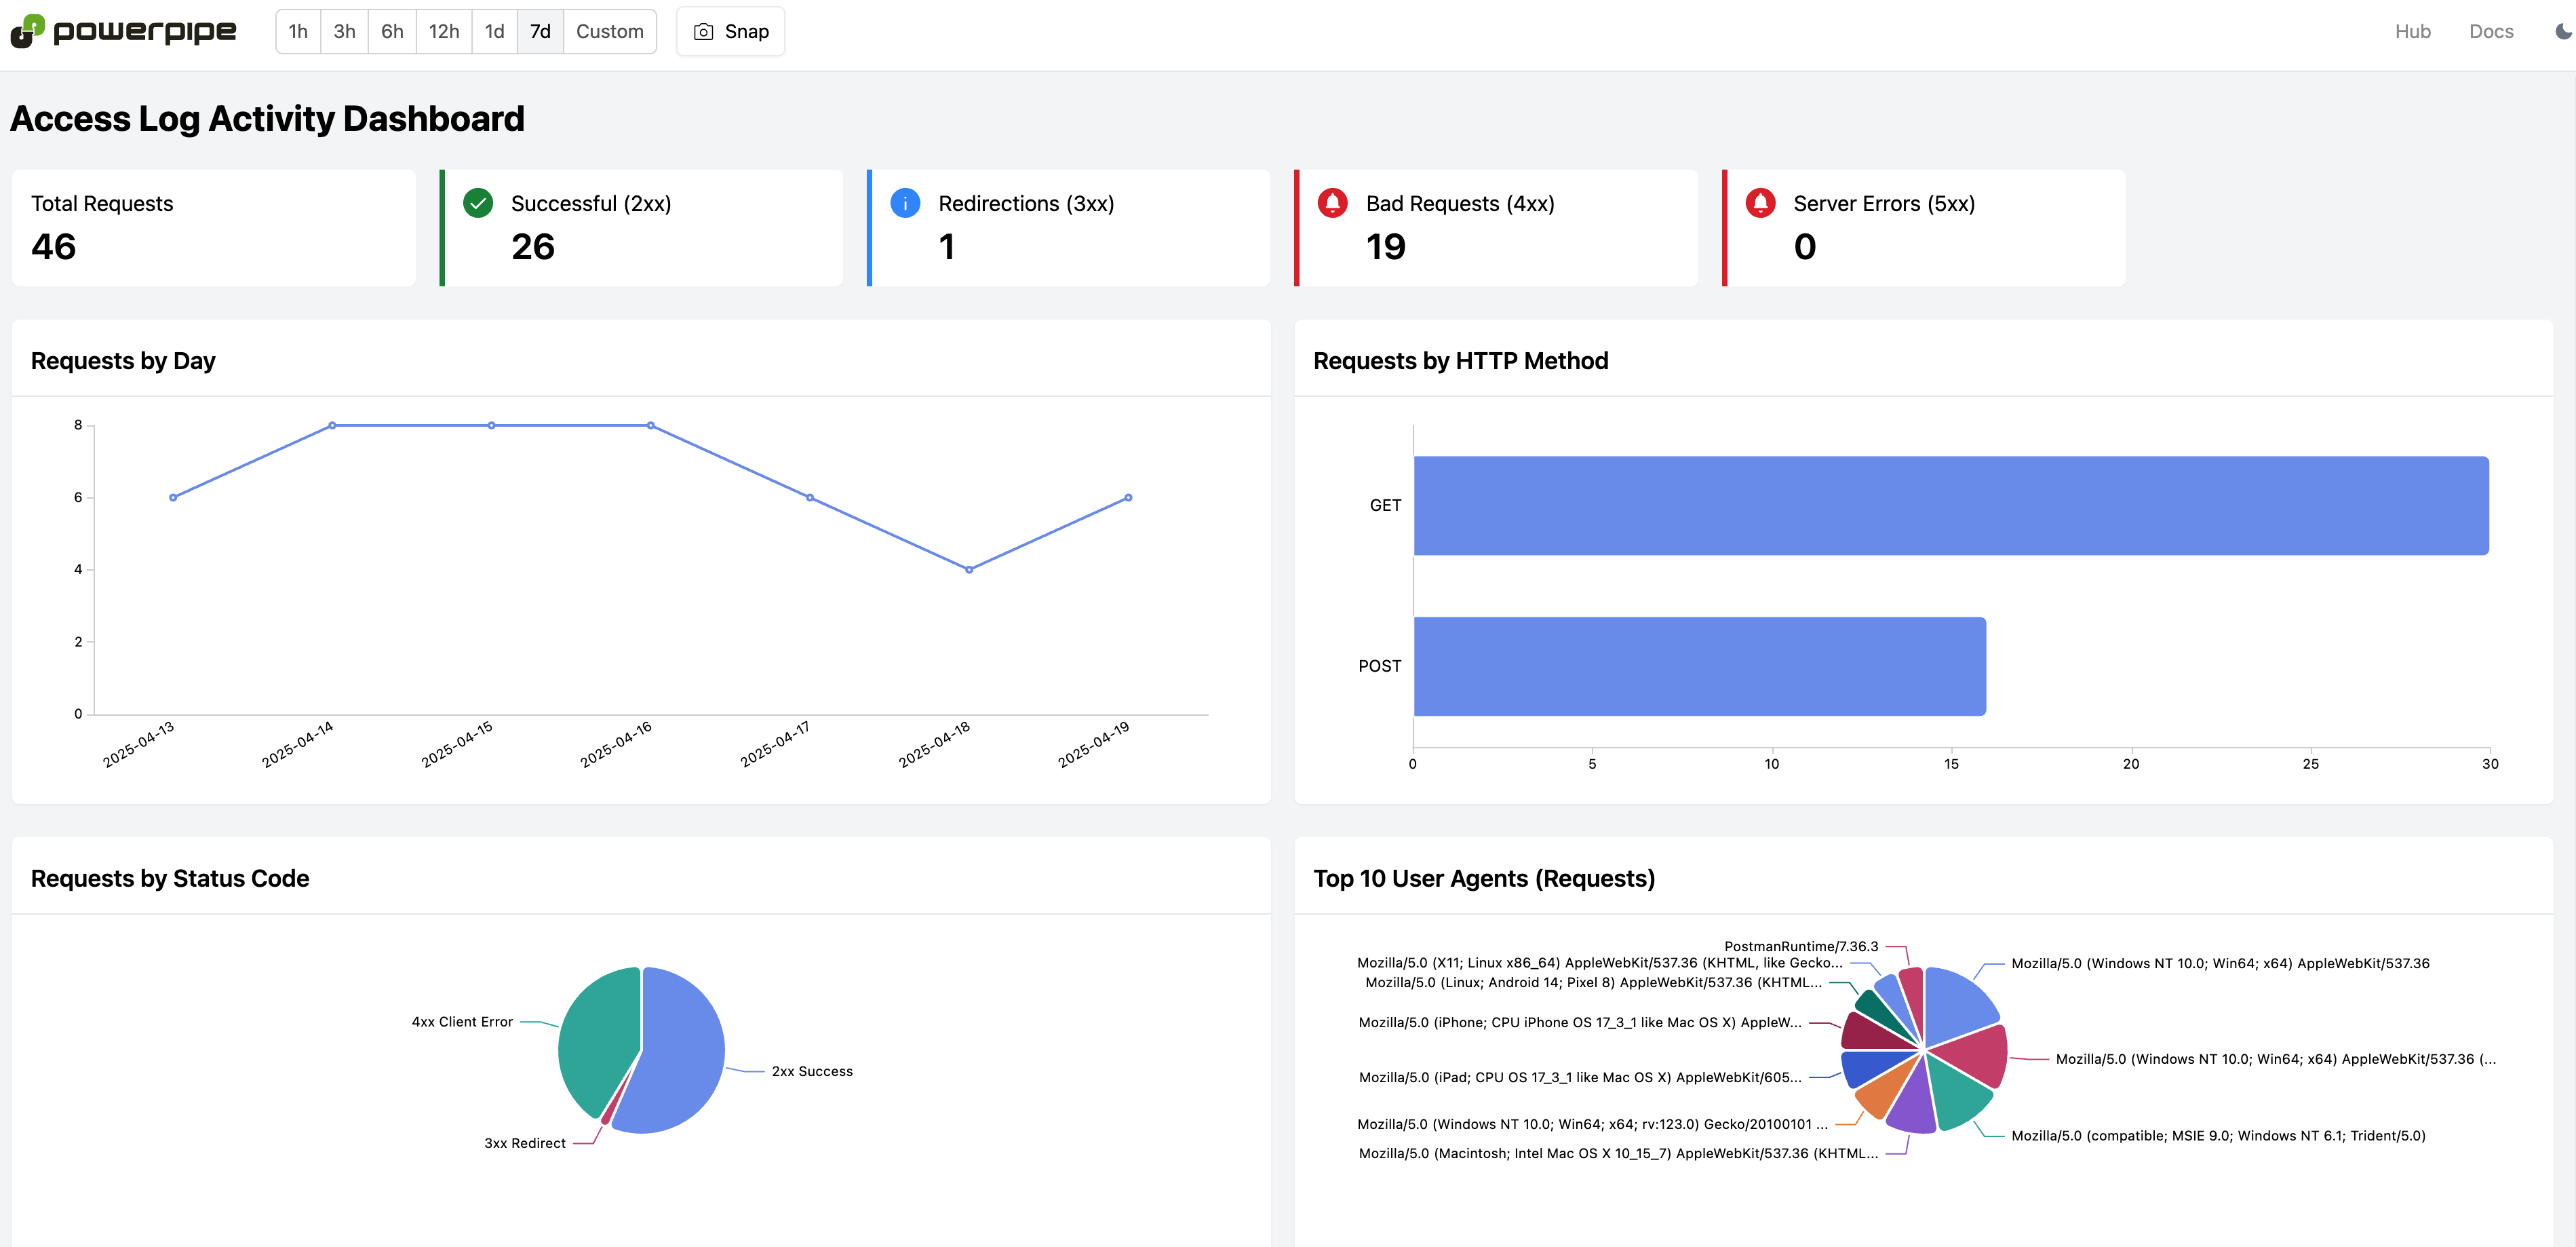 powerpipe
1h 3h 6h 12h 1d 7d Custom
Snap
Hub Docs
Access Log Activity Dashboard
Total Requests
46
Successful (2xx)
26
Redirections (3xx)
1
Bad Requests (4xx)
19
Server Errors (5xx)
0
Requests by Day
8
6
4
2
0
2025-04-13
2025-04-14
2025-04-15
2025-04-16
2025-04-17
2025-04-18
2025-04-19
Requests by HTTP Method
GET
POST
0 5 10 15 20 25 30
Requests by Status Code
4xx Client Error
2xx Success
3xx Redirect
Top 10 User Agents (Requests)
PostmanRuntime/7.36.3
Mozilla/5.0 (X11; Linux x86_64) AppleWebKit/537.36 (KHTML, like Gecko...
Mozilla/5.0 (Linux; Android 14; Pixel 8) AppleWebKit/537.36 (KHTML...
Mozilla/5.0 (iPhone; CPU iPhone OS 17_3_1 like Mac OS X) AppleW...
Mozilla/5.0 (iPad; CPU OS 17_3_1 like Mac OS X) AppleWebKit/605...
Mozilla/5.0 (Windows NT 10.0; Win64; x64; rv:123.0) Gecko/20100101 ...
Mozilla/5.0 (Macintosh; Intel Mac OS X 10_15_7) AppleWebKit/537.36 (KHTML...
Mozilla/5.0 (Windows NT 10.0; Win64; x64) AppleWebKit/537.36
Mozilla/5.0 (Windows NT 10.0; Win64; x64) AppleWebKit/537.36 (...
Mozilla/5.0 (compatible; MSIE 9.0; Windows NT 6.1; Trident/5.0)